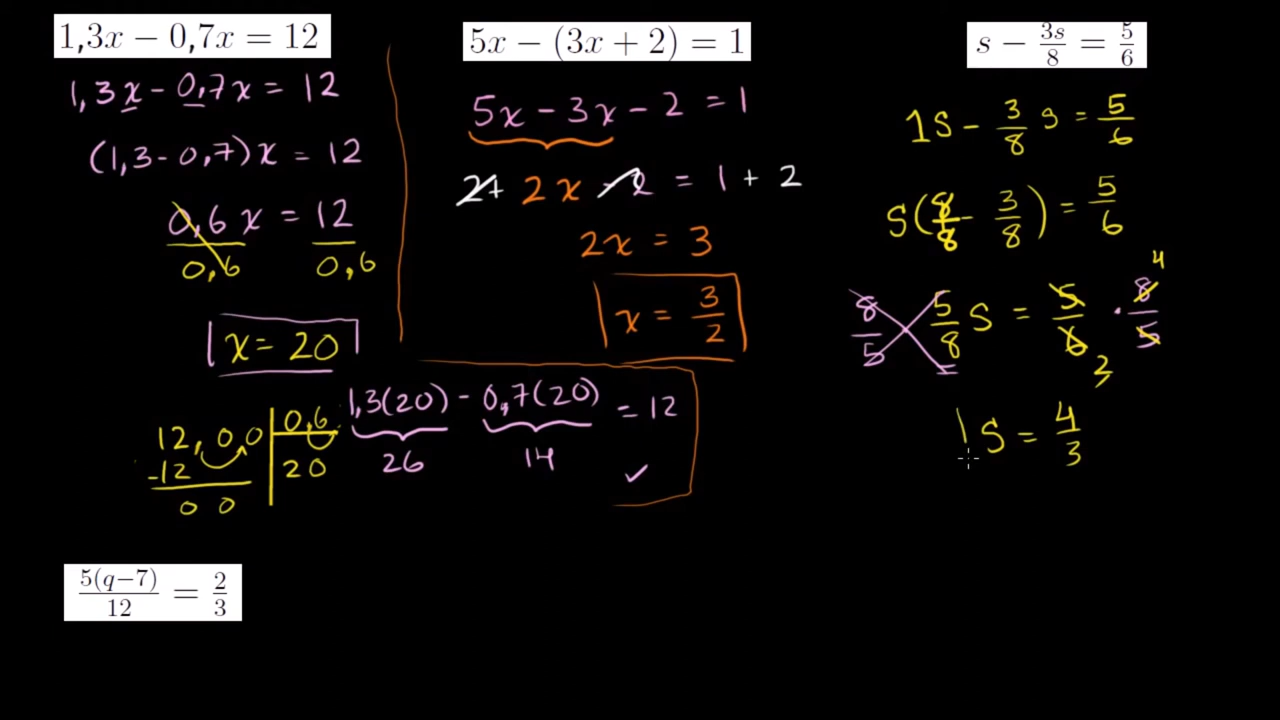 1,3x − 0,7x = 12
1,3x - 0,7x = 12
(1,3 - 0,7)x = 12
0,6x = 12
0,6 0,6
x = 20
12,00 0,6
-12 20
0 0
1,3(20) - 0,7(20) = 12
26 14 ✓
5x − (3x + 2) = 1
5x - 3x - 2 = 1
2+ 2x - 2 = 1 + 2
2x = 3
x = 3/2
s − 3s/8 = 5/6
1s - 3/8 s = 5/6
s(8/8 - 3/8) = 5/6
8/5 5/8 s = 5/6 · 8/5
4
3
1s = 4/3
5(q−7)/12 = 2/3